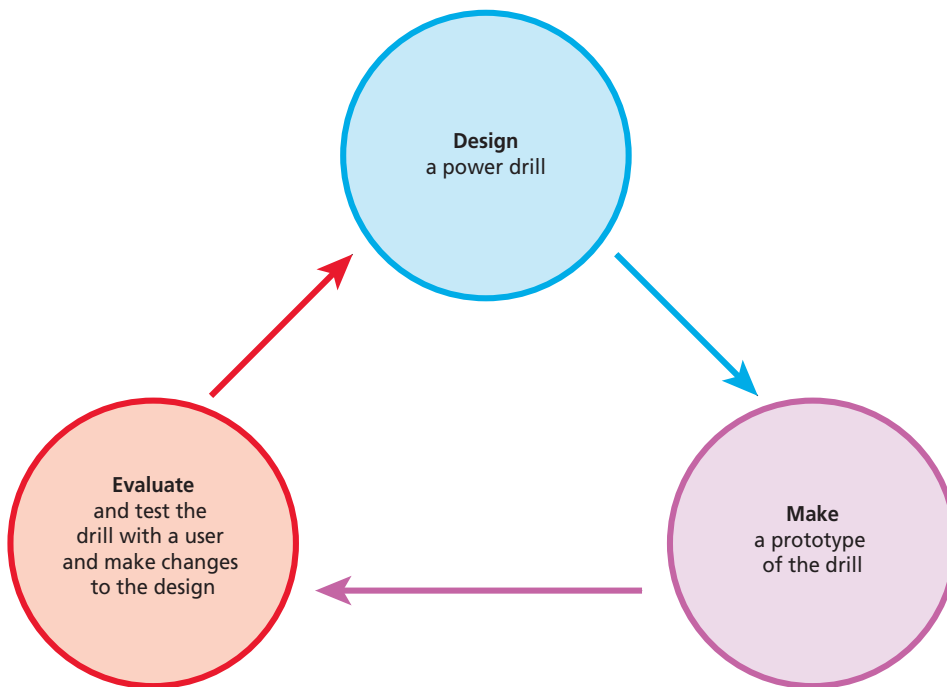 Design
a power drill
Evaluate
and test the
drill with a user
and make changes
to the design
Make
a prototype
of the drill